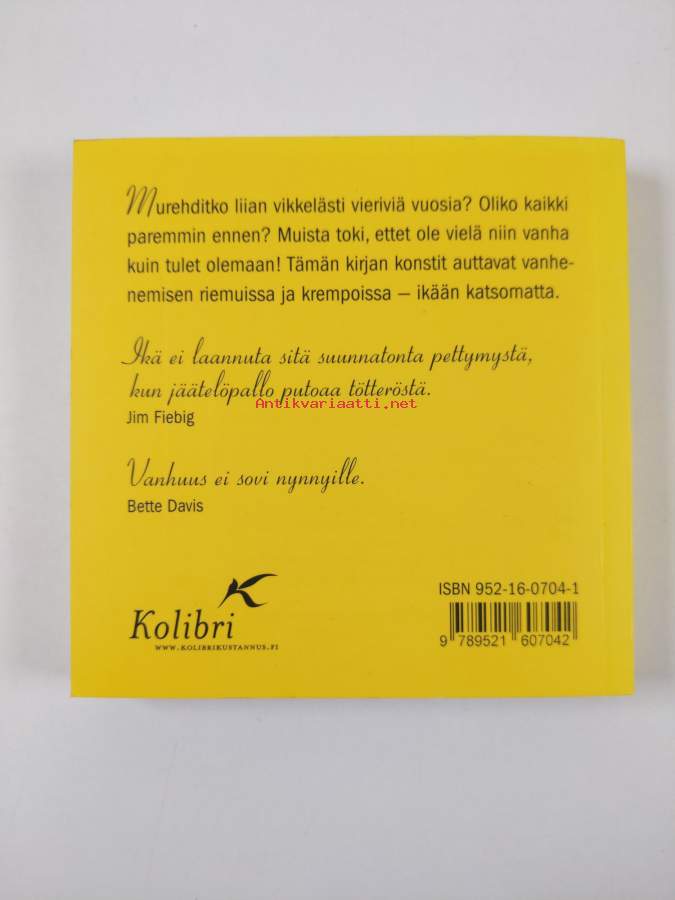 Murehditko liian vikkelästi vieriviä vuosia? Oliko kaikki
paremmin ennen? Muista toki, ettet ole vielä niin vanha
kuin tulet olemaan! Tämän kirjan konstit auttavat vanhe-
nemisen riemuissa ja krempoissa – ikään katsomatta.
Ikä ei laannuta sitä suunnatonta pettymystä,
kun jäätelöpallo putoaa tötteröstä.
Antikvariaatti.net
Jim Fiebig
Vanhuus ei sovi nynnyille.
Bette Davis
ISBN 952-16-0704-1
Kolibri
WWW.KOLIBRIKUSTANNUS.FI
9 789521 607042